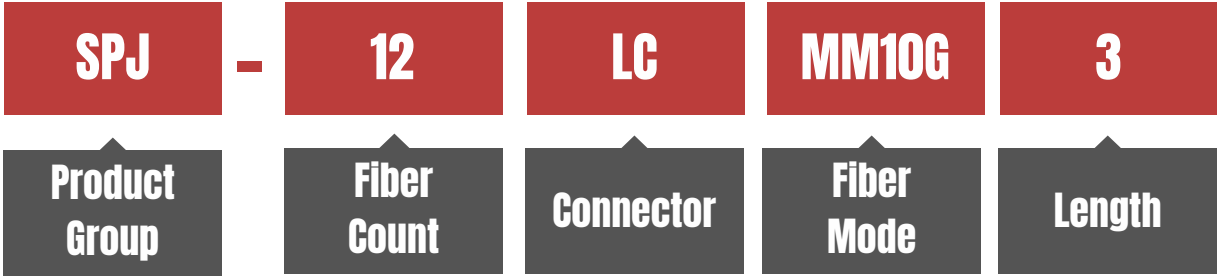 SPJ - 12 LC MM10G 3
Product Group
Fiber Count
Connector
Fiber Mode
Length